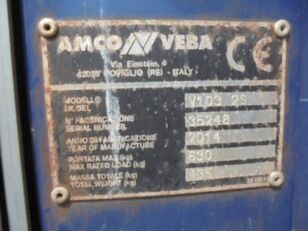 AMCO VEBA CE
Via Einstein, 4
42028 POVIGLIO (RE) - ITALY
MODELLO
MODEL
V103 2S
N° FABBRICAZIONE
SERIAL NUMBER
35248
ANNO DI FABBRICAZIONE
YEAR OF MANUFACTURE
2014
PORTATA MAX (kg)
MAX RATED LOAD (kg)
630
MASSA TOTALE (kg)
TOTAL WEIGHT (kg)
435